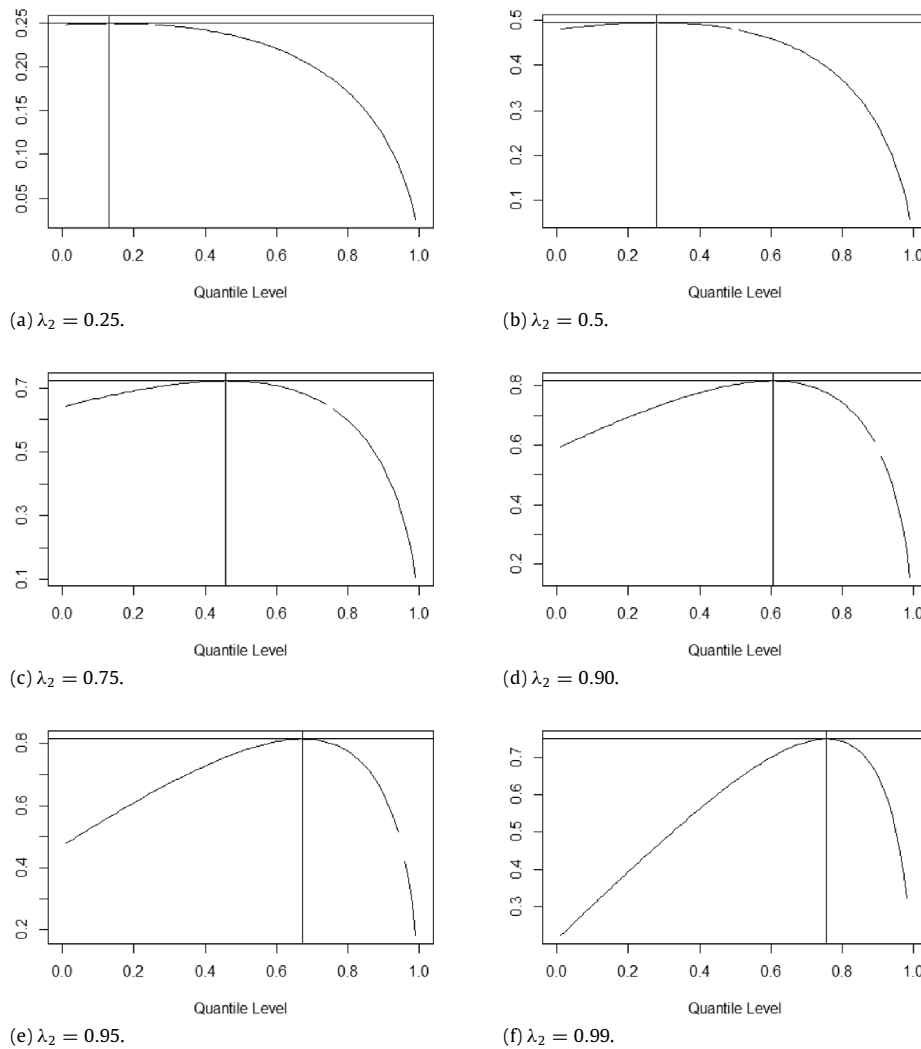 0.05 0.10 0.15 0.20 0.25
0.0 0.2 0.4 0.6 0.8 1.0
Quantile Level
(a) λ₂ = 0.25.
0.1 0.2 0.3 0.4 0.5
0.0 0.2 0.4 0.6 0.8 1.0
Quantile Level
(b) λ₂ = 0.5.
0.1 0.3 0.5 0.7
0.0 0.2 0.4 0.6 0.8 1.0
Quantile Level
(c) λ₂ = 0.75.
0.2 0.4 0.6 0.8
0.0 0.2 0.4 0.6 0.8 1.0
Quantile Level
(d) λ₂ = 0.90.
0.2 0.4 0.6 0.8
0.0 0.2 0.4 0.6 0.8 1.0
Quantile Level
(e) λ₂ = 0.95.
0.3 0.4 0.5 0.6 0.7
0.0 0.2 0.4 0.6 0.8 1.0
Quantile Level
(f) λ₂ = 0.99.